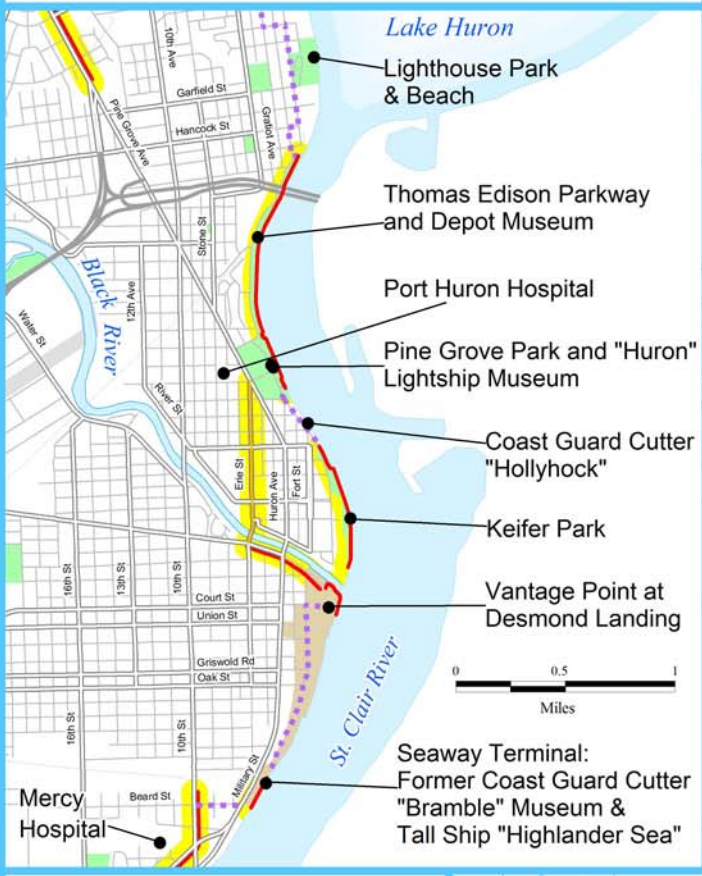 Lake Huron
Lighthouse Park
& Beach
10th Ave
Garfield St
Pine Grove Ave
Hancock St
Gratiot Ave
Thomas Edison Parkway
and Depot Museum
Stone St
Black
River
12th Ave
Port Huron Hospital
Water St
Pine Grove Park and "Huron"
Lightship Museum
River St
Coast Guard Cutter
"Hollyhock"
Erie St
Huron Ave
Fort St
Keifer Park
16th St
13th St
10th St
Court St
Union St
Vantage Point at
Desmond Landing
Griswold Rd
Oak St
St. Clair River
0 0.5 1
Miles
16th St
10th St
Military St
Seaway Terminal:
Former Coast Guard Cutter
"Bramble" Museum &
Tall Ship "Highlander Sea"
Beard St
Mercy
Hospital